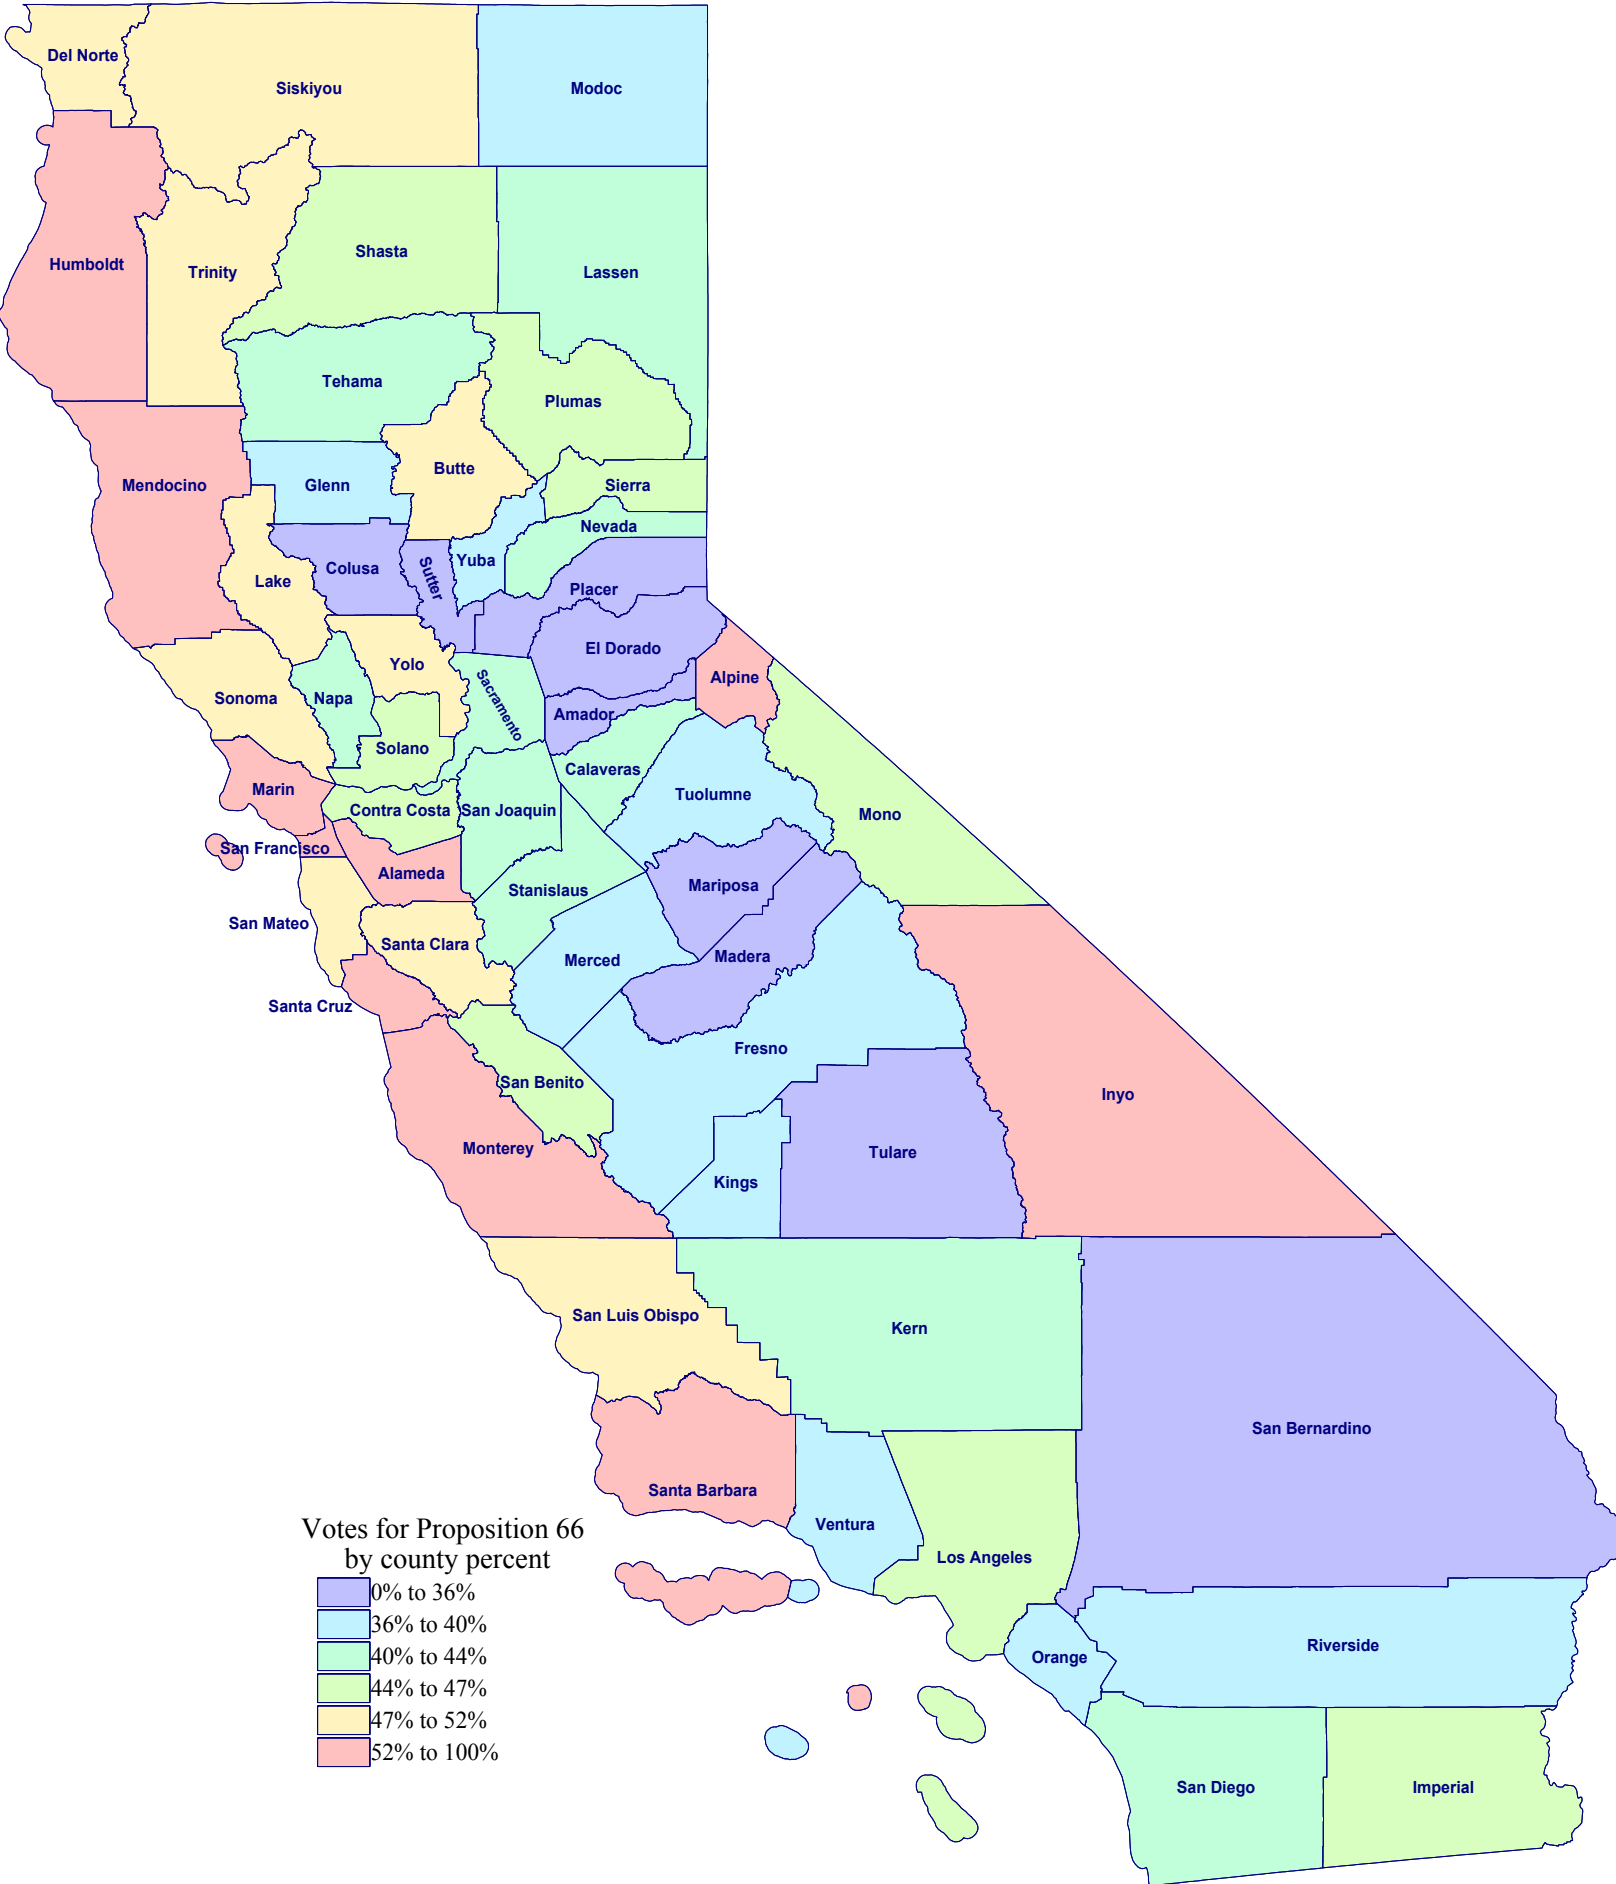 Del Norte
Siskiyou
Modoc
Humboldt
Trinity
Shasta
Lassen
Tehama
Plumas
Mendocino
Glenn
Butte
Sierra
Nevada
Lake
Colusa
Sutter
Yuba
Placer
El Dorado
Yolo
Sonoma
Napa
Sacramento
Alpine
Amador
Solano
Calaveras
Marin
Contra Costa
San Joaquin
Tuolumne
Mono
San Francisco
Alameda
Stanislaus
Mariposa
San Mateo
Santa Clara
Merced
Madera
Santa Cruz
Fresno
San Benito
Inyo
Monterey
Kings
Tulare
San Luis Obispo
Kern
San Bernardino
Santa Barbara
Ventura
Los Angeles
Orange
Riverside
San Diego
Imperial
Votes for Proposition 66
by county percent
0% to 36%
36% to 40%
40% to 44%
44% to 47%
47% to 52%
52% to 100%